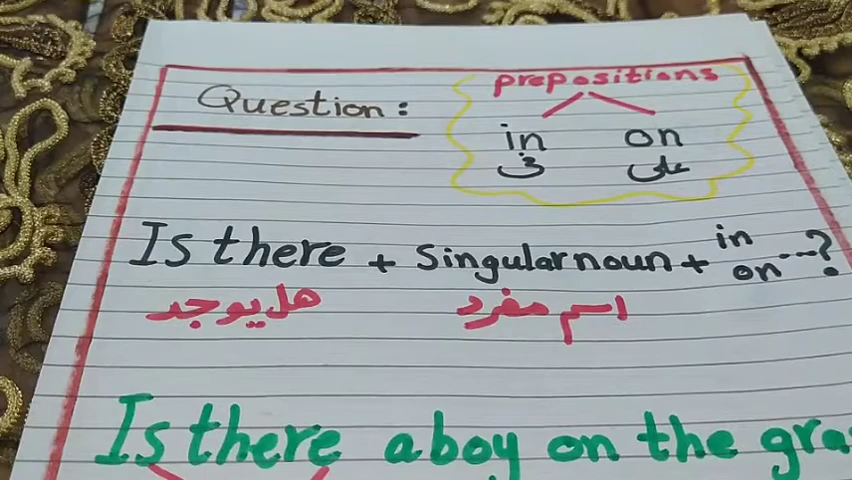 prepositions
Question :
in on
في على
Is there + Singular noun + in
on ...?
هل يوجد اسم مفرد
Is there a boy on the